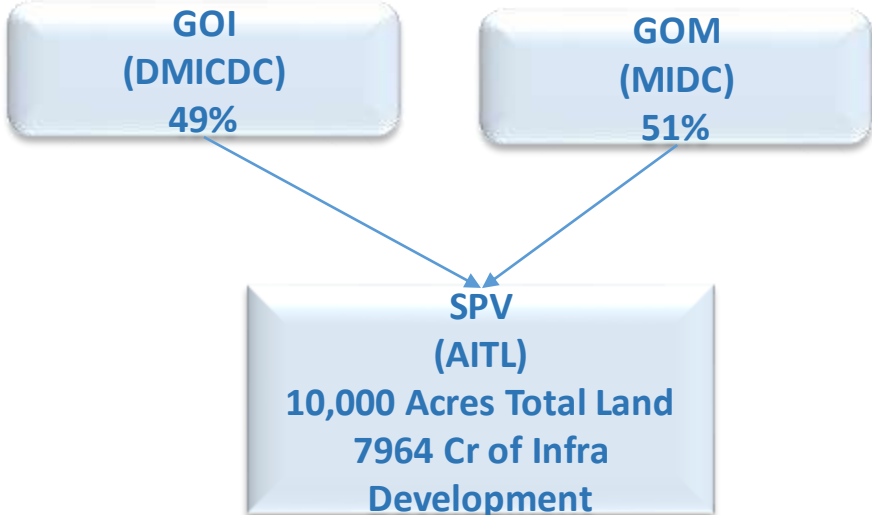 GOI
(DMICDC)
49%
GOM
(MIDC)
51%
SPV
(AITL)
10,000 Acres Total Land
7964 Cr of Infra
Development